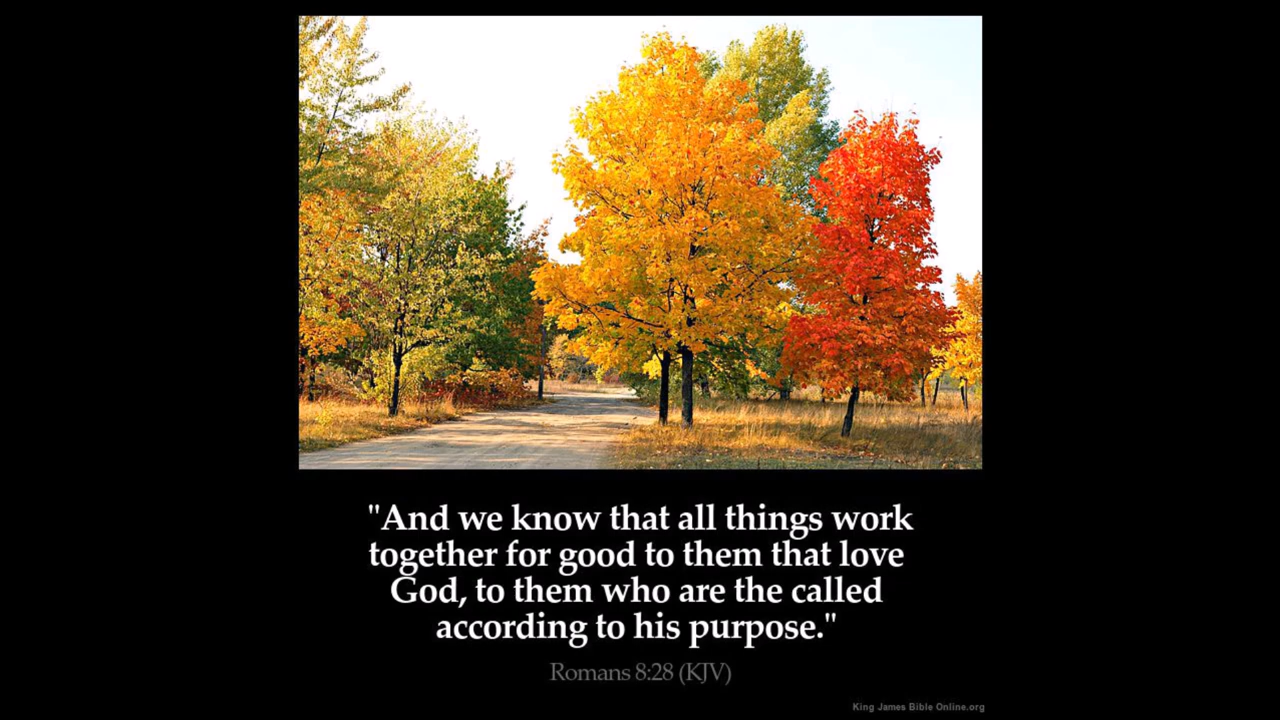 "And we know that all things work
together for good to them that love
God, to them who are the called
according to his purpose."
Romans 8:28 (KJV)
King James Bible Online.org